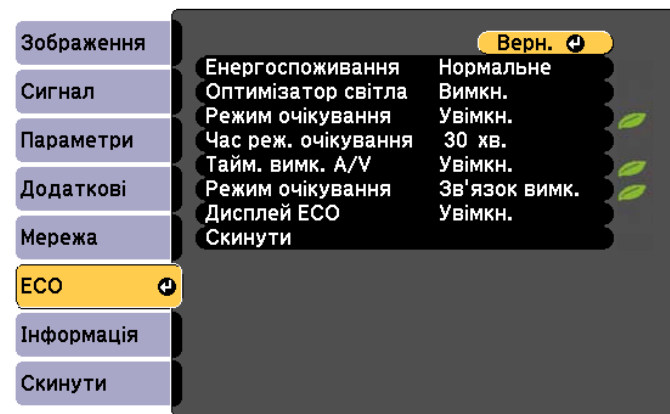 Зображення
Сигнал
Параметри
Додаткові
Мережа
ECO
Інформація
Скинути
Верн.
Енергоспоживання Нормальне
Оптимізатор світла Вимкн.
Режим очікування Увімкн.
Час реж. очікування 30 хв.
Тайм. вимк. A/V Увімкн.
Режим очікування Зв'язок вимк.
Дисплей ECO Увімкн.
Скинути